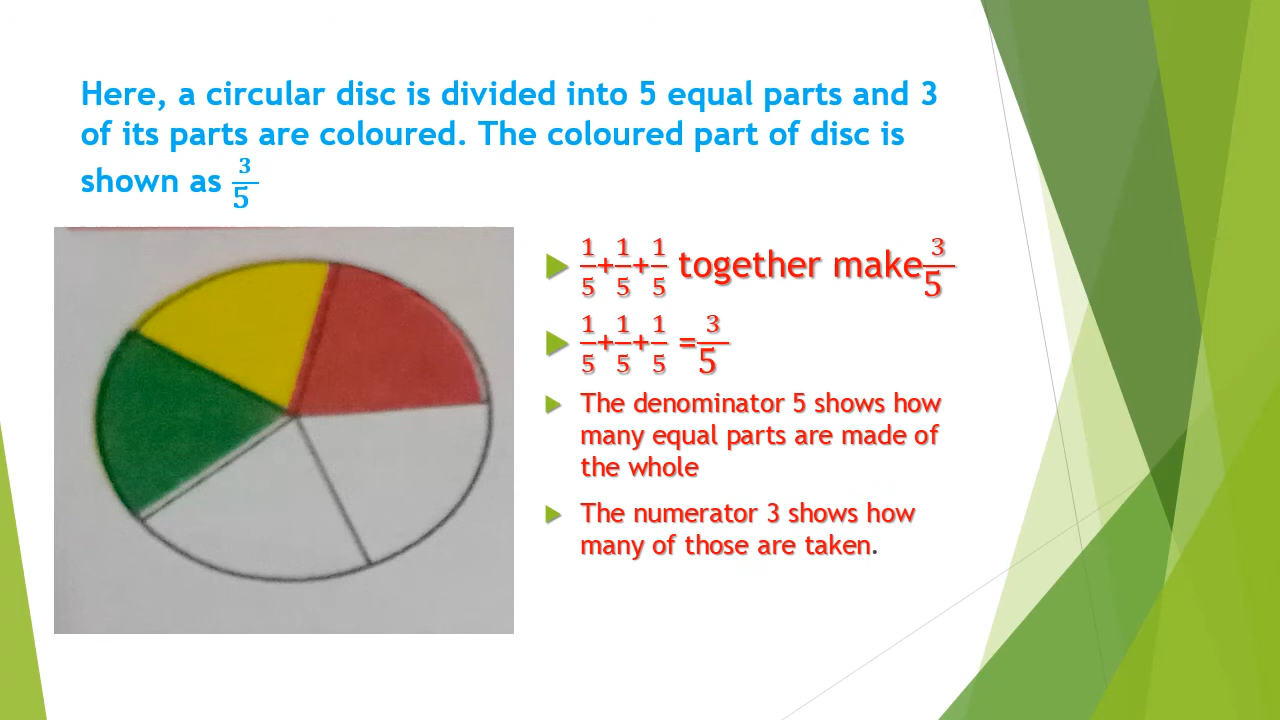 Here, a circular disc is divided into 5 equal parts and 3
of its parts are coloured. The coloured part of disc is
shown as 3/5
1/5+1/5+1/5 together make 3/5
1/5+1/5+1/5 =3/5
The denominator 5 shows how
many equal parts are made of
the whole
The numerator 3 shows how
many of those are taken.